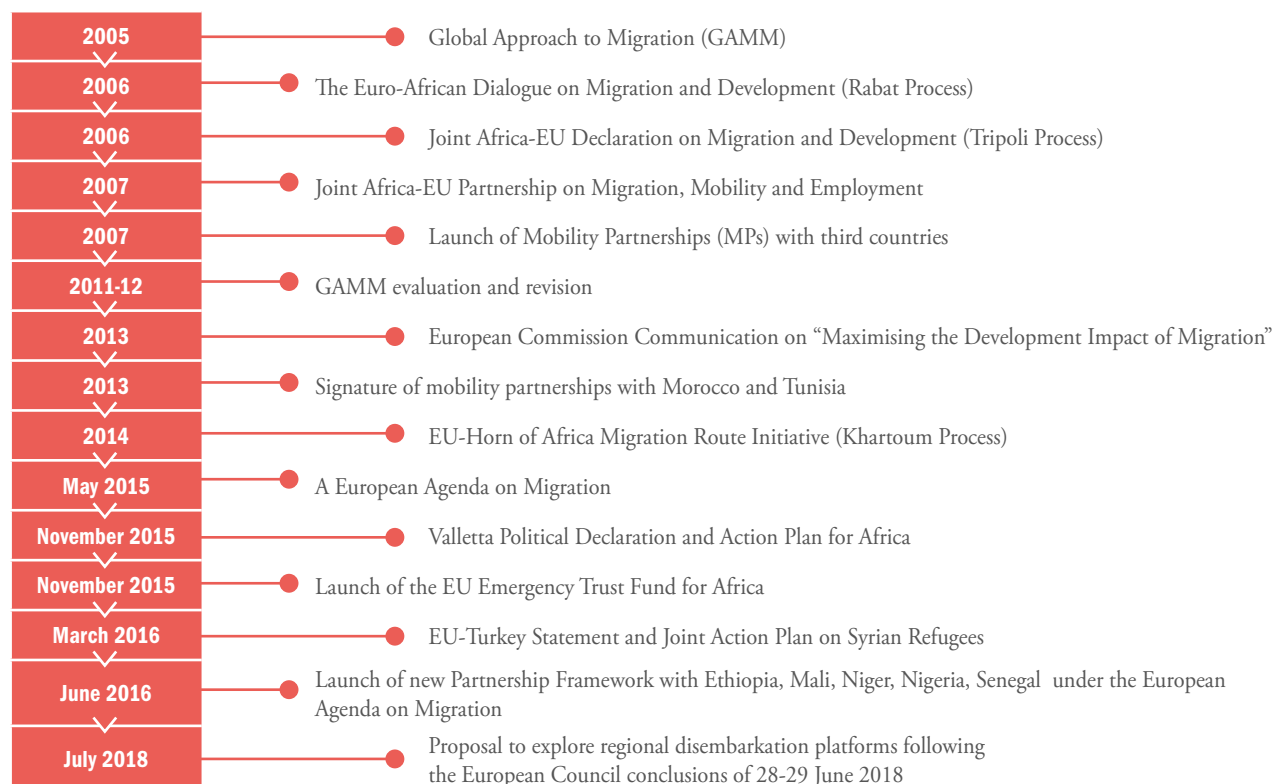 2005
Global Approach to Migration (GAMM)
2006
The Euro-African Dialogue on Migration and Development (Rabat Process)
2006
Joint Africa-EU Declaration on Migration and Development (Tripoli Process)
2007
Joint Africa-EU Partnership on Migration, Mobility and Employment
2007
Launch of Mobility Partnerships (MPs) with third countries
2011-12
GAMM evaluation and revision
2013
European Commission Communication on “Maximising the Development Impact of Migration”
2013
Signature of mobility partnerships with Morocco and Tunisia
2014
EU-Horn of Africa Migration Route Initiative (Khartoum Process)
May 2015
A European Agenda on Migration
November 2015
Valletta Political Declaration and Action Plan for Africa
November 2015
Launch of the EU Emergency Trust Fund for Africa
March 2016
EU-Turkey Statement and Joint Action Plan on Syrian Refugees
June 2016
Launch of new Partnership Framework with Ethiopia, Mali, Niger, Nigeria, Senegal under the European
Agenda on Migration
July 2018
Proposal to explore regional disembarkation platforms following
the European Council conclusions of 28-29 June 2018